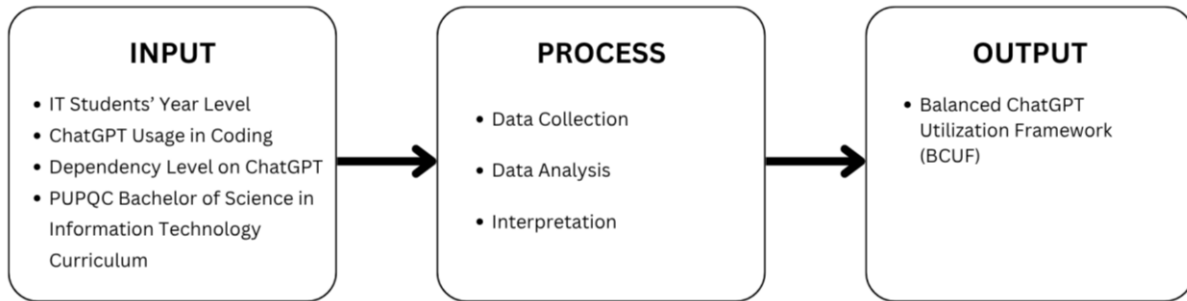 INPUT
• IT Students’ Year Level
• ChatGPT Usage in Coding
• Dependency Level on ChatGPT
• PUPQC Bachelor of Science in
Information Technology
Curriculum
PROCESS
• Data Collection
• Data Analysis
• Interpretation
OUTPUT
• Balanced ChatGPT
Utilization Framework
(BCUF)